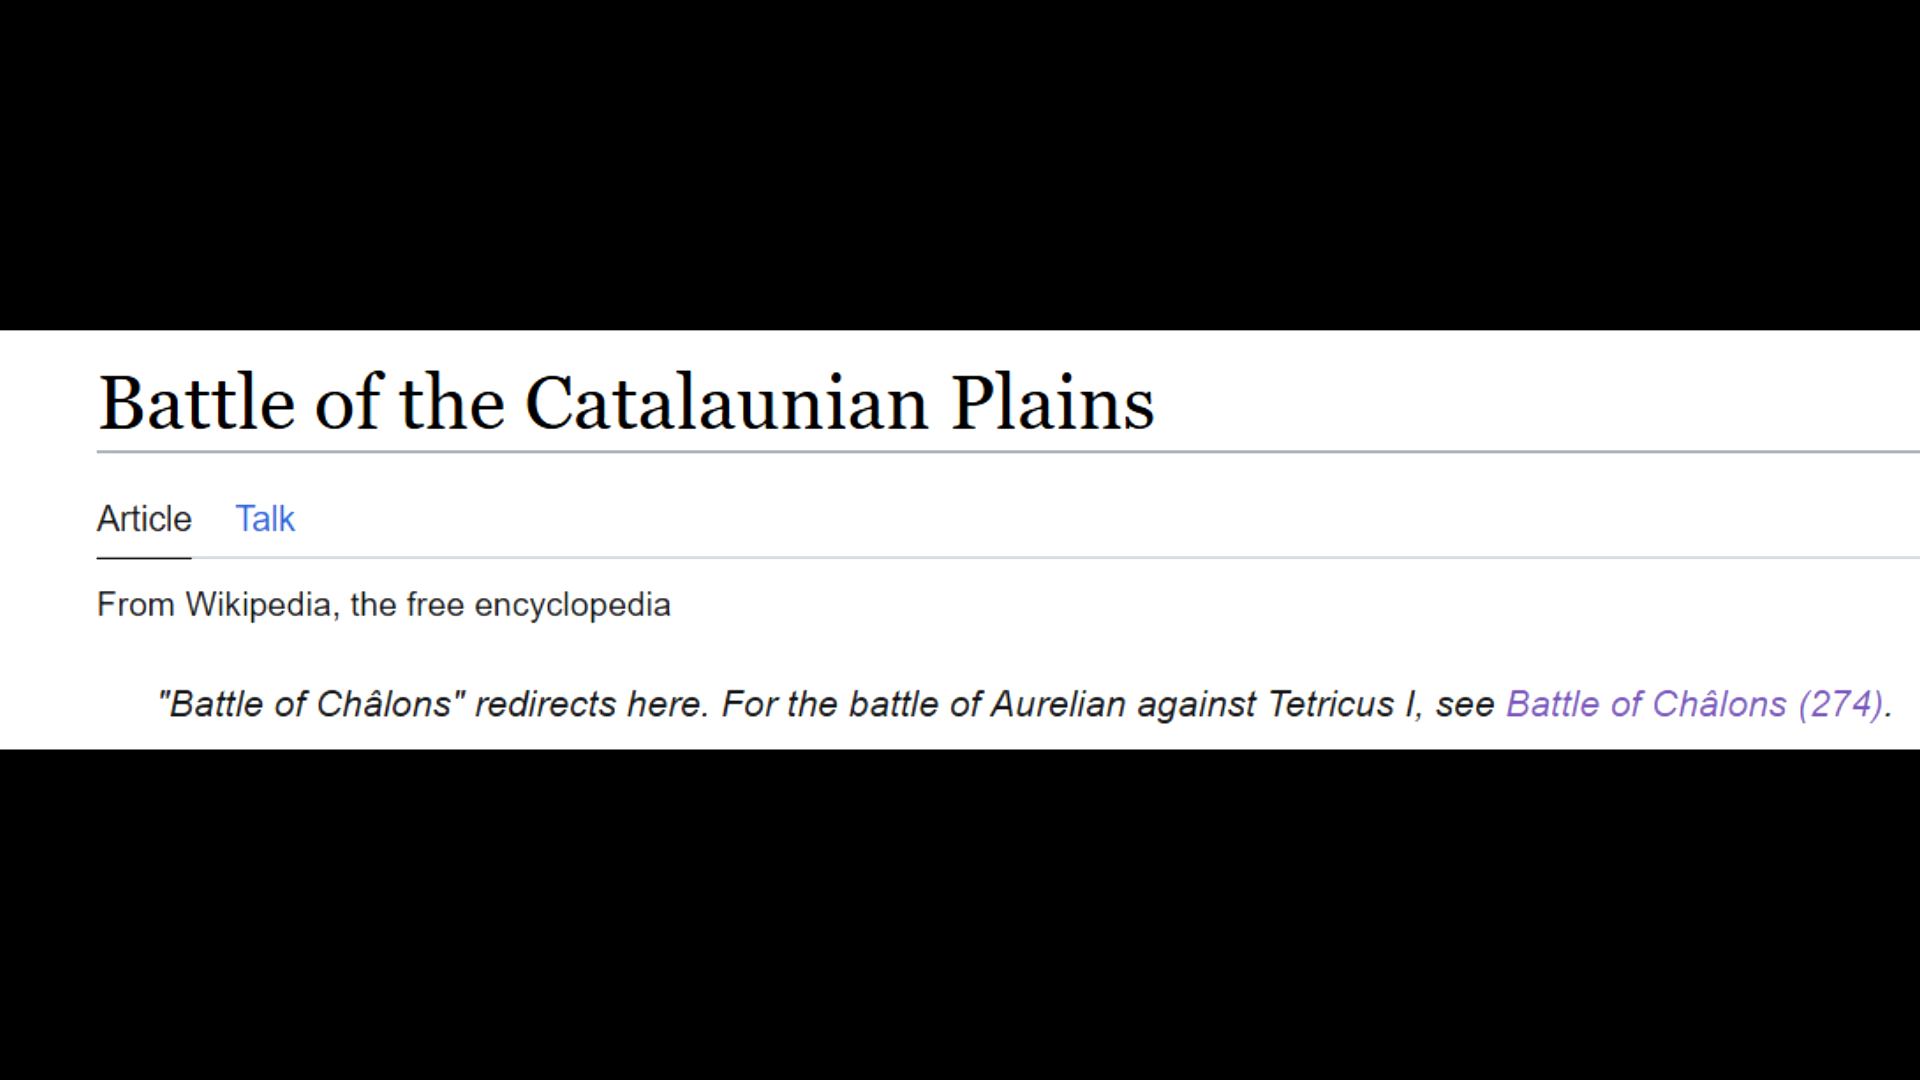 Battle of the Catalaunian Plains
Article Talk
From Wikipedia, the free encyclopedia
"Battle of Châlons" redirects here. For the battle of Aurelian against Tetricus I, see Battle of Châlons (274).